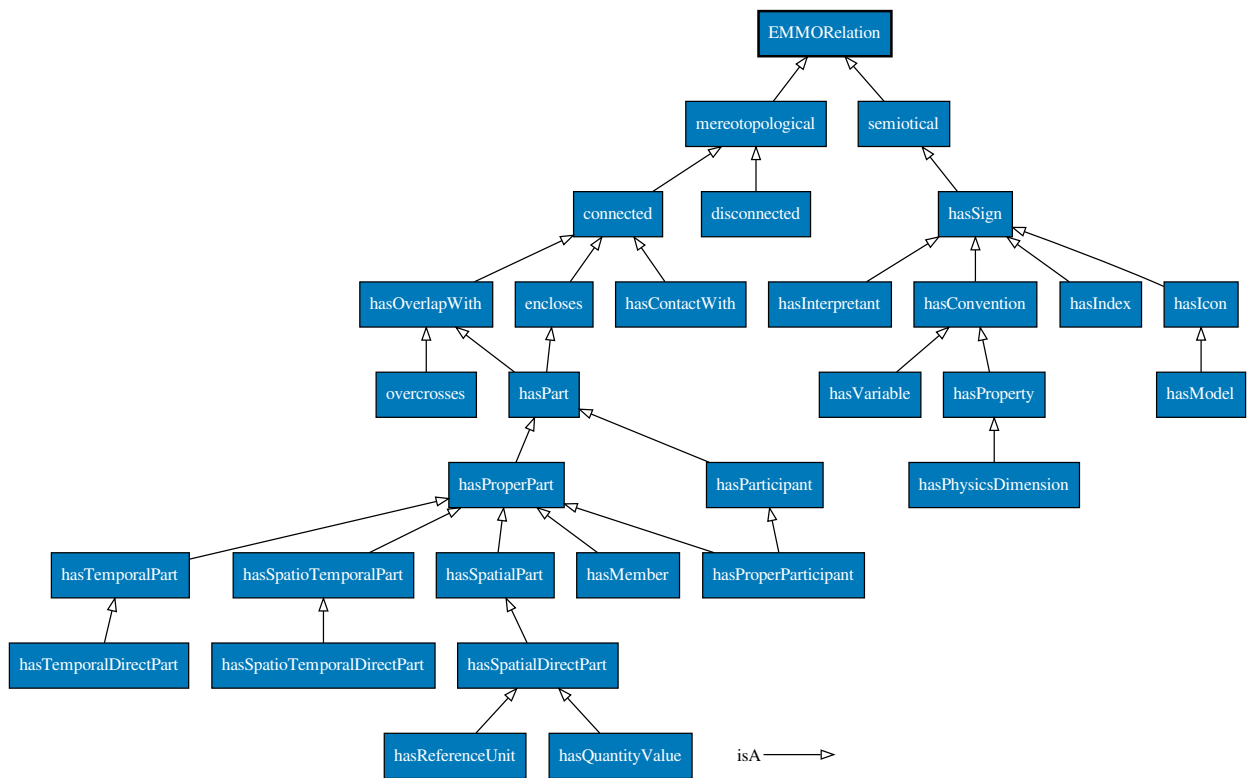 EMMORelation
mereotopological
semiotical
connected
disconnected
hasSign
hasOverlapWith
encloses
hasContactWith
hasInterpretant
hasConvention
hasIndex
hasIcon
overcrosses
hasPart
hasVariable
hasProperty
hasModel
hasProperPart
hasParticipant
hasPhysicsDimension
hasTemporalPart
hasSpatioTemporalPart
hasSpatialPart
hasMember
hasProperParticipant
hasTemporalDirectPart
hasSpatioTemporalDirectPart
hasSpatialDirectPart
hasReferenceUnit
hasQuantityValue
isA